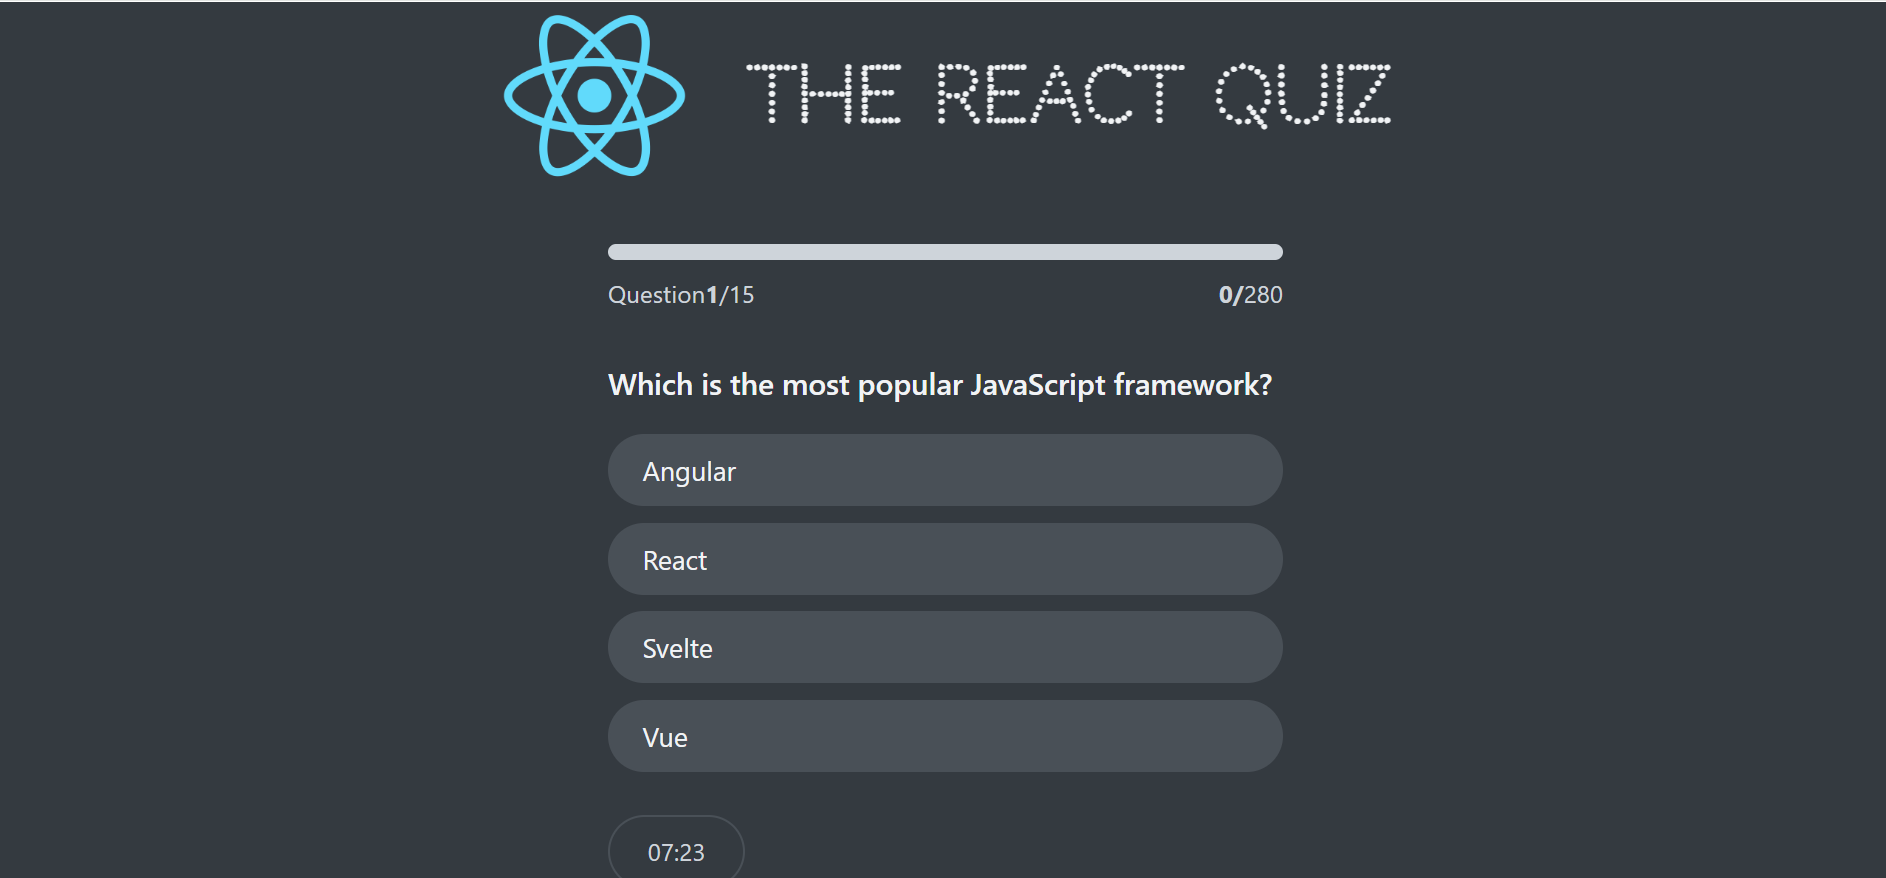 THE REACT QUIZ
Question1/15
0/280
Which is the most popular JavaScript framework?
Angular
React
Svelte
Vue
07:23